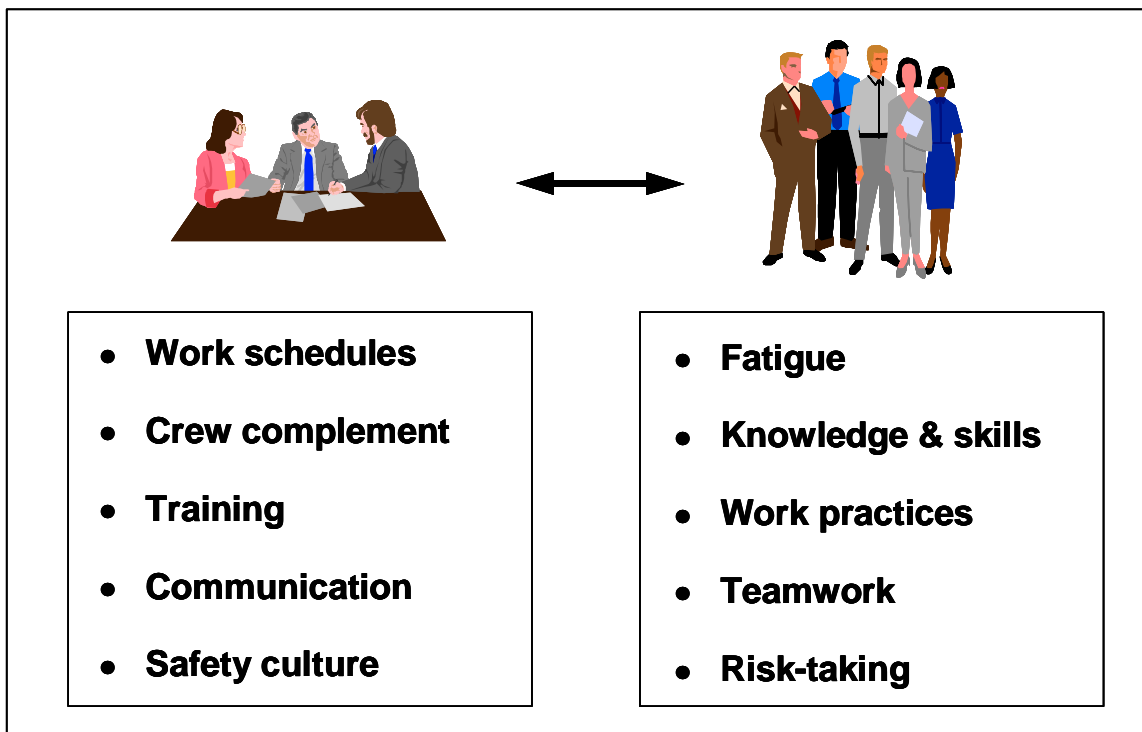 ● Work schedules
● Crew complement
● Training
● Communication
● Safety culture
● Fatigue
● Knowledge & skills
● Work practices
● Teamwork
● Risk-taking